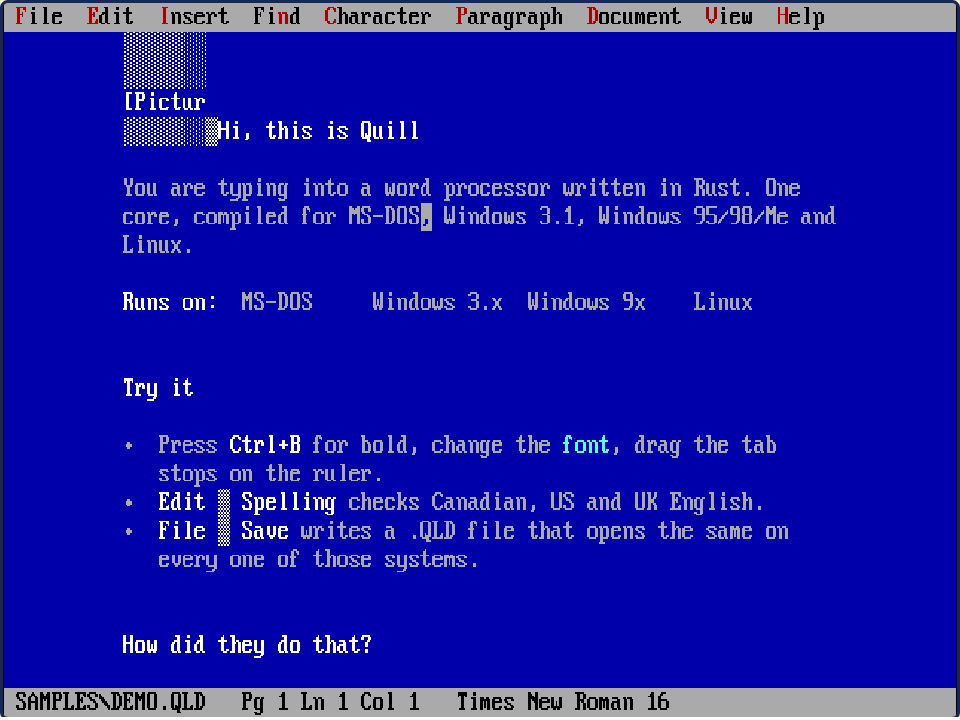 File Edit Insert Find Character Paragraph Document View Help
[Pictur
Hi, this is Quill
You are typing into a word processor written in Rust. One
core, compiled for MS-DOS, Windows 3.1, Windows 95/98/Me and
Linux.
Runs on: MS-DOS Windows 3.x Windows 9x Linux
Try it
• Press Ctrl+B for bold, change the font, drag the tab
stops on the ruler.
• Edit ▒ Spelling checks Canadian, US and UK English.
• File ▒ Save writes a .QLD file that opens the same on
every one of those systems.
How did they do that?
SAMPLES\DEMO.QLD Pg 1 Ln 1 Col 1 Times New Roman 16